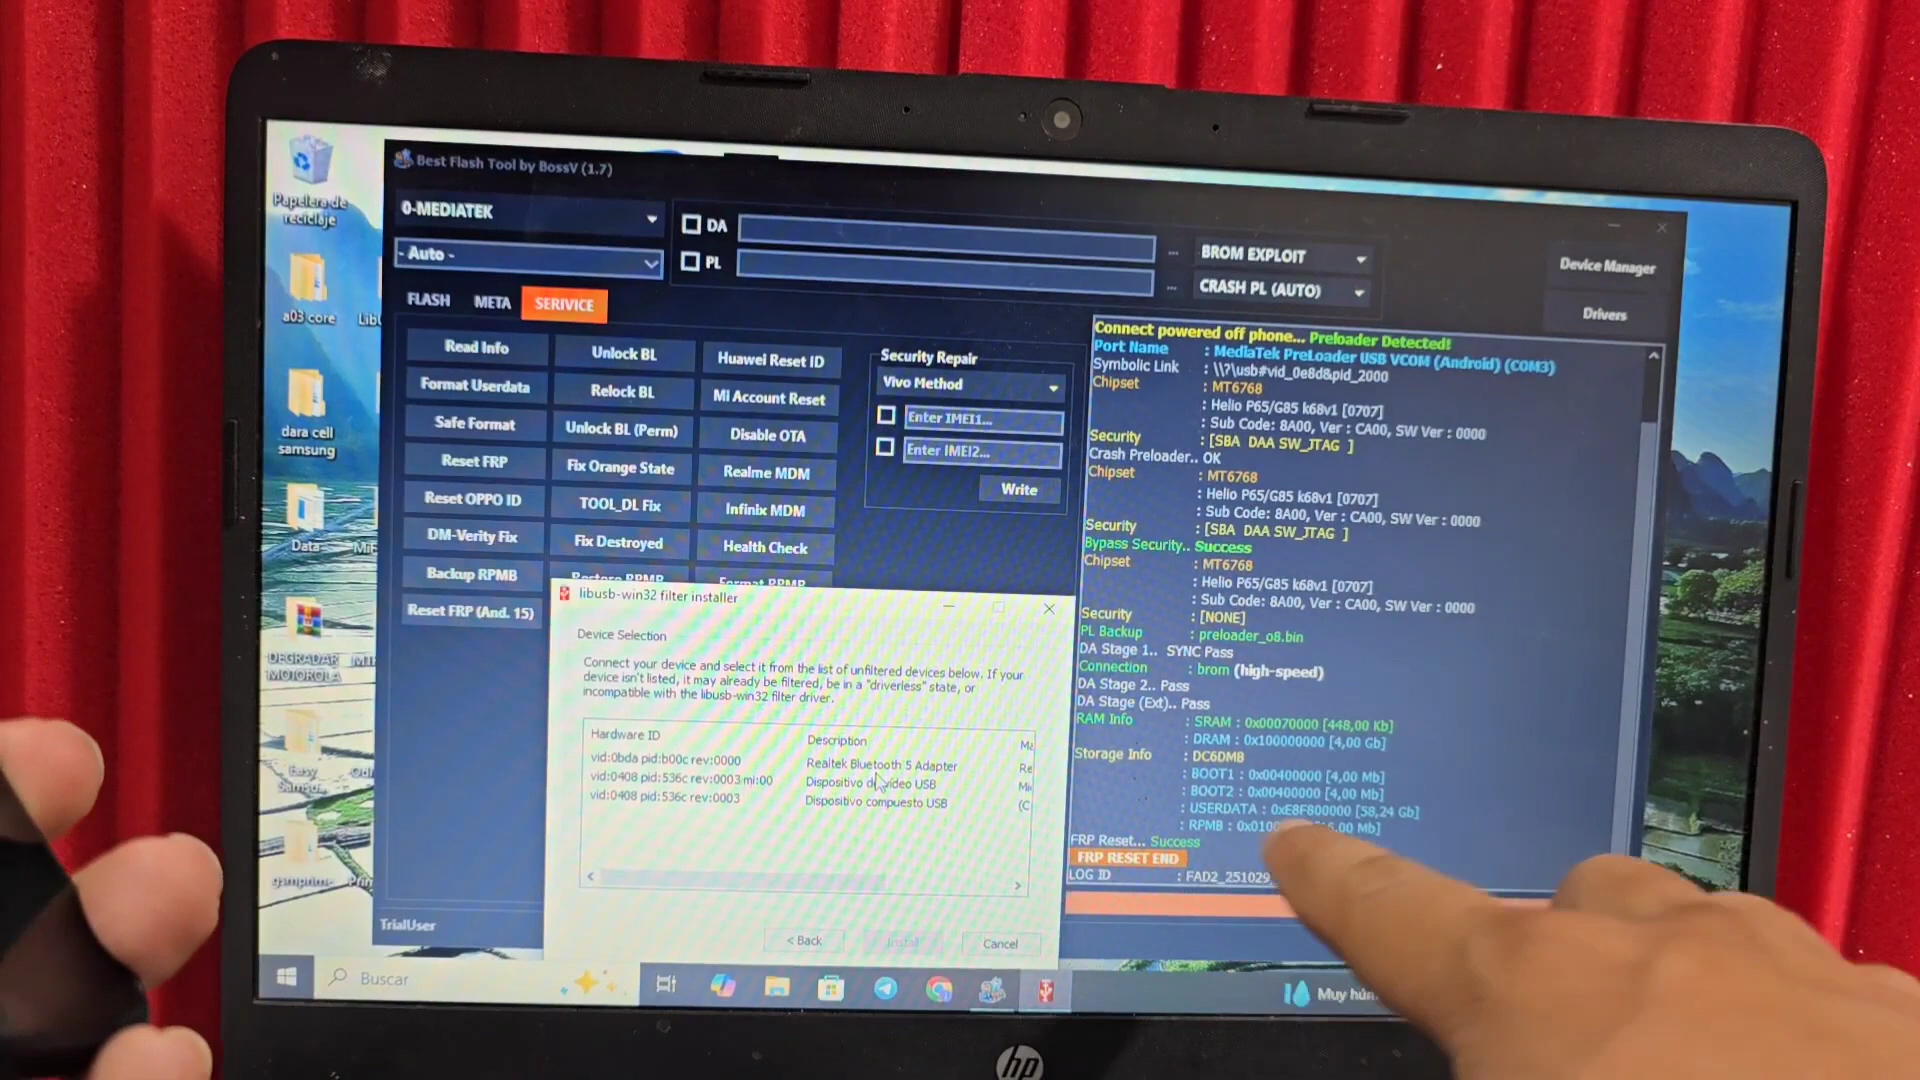 Papelera de
reciclaje
a03 core
dara cell
samsung
Data
DEGRADAR
MOTOROLA
Easy
gsmprime
Best Flash Tool by BossV (1.7)
0-MEDIATEK
- Auto -
DA
PL
...
...
BROM EXPLOIT
CRASH PL (AUTO)
Device Manager
Drivers
FLASH
META
SERIVICE
Read Info
Unlock BL
Huawei Reset ID
Format Userdata
Relock BL
MI Account Reset
Safe Format
Unlock BL (Perm)
Disable OTA
Reset FRP
Fix Orange State
Realme MDM
Reset OPPO ID
TOOL_DL Fix
Infinix MDM
DM-Verity Fix
Fix Destroyed
Health Check
Backup RPMB
Restore RPMB
Format RPMB
Reset FRP (And. 15)
Security Repair
Vivo Method
Enter IMEI1...
Enter IMEI2...
Write
Connect powered off phone... Preloader Detected!
Port Name : MediaTek PreLoader USB VCOM (Android) (COM3)
Symbolic Link : \\?\usb#vid_0e8d&pid_2000
Chipset : MT6768
: Helio P65/G85 k68v1 [0707]
: Sub Code: 8A00, Ver : CA00, SW Ver : 0000
Security : [SBA DAA SW_JTAG ]
Crash Preloader.. OK
Chipset : MT6768
: Helio P65/G85 k68v1 [0707]
: Sub Code: 8A00, Ver : CA00, SW Ver : 0000
Security : [SBA DAA SW_JTAG ]
Bypass Security.. Success
Chipset : MT6768
: Helio P65/G85 k68v1 [0707]
: Sub Code: 8A00, Ver : CA00, SW Ver : 0000
Security : [NONE]
PL Backup : preloader_o8.bin
DA Stage 1.. SYNC Pass
Connection : brom (high-speed)
DA Stage 2.. Pass
DA Stage (Ext).. Pass
RAM Info : SRAM : 0x00070000 [448,00 Kb]
: DRAM : 0x100000000 [4,00 Gb]
Storage Info : DC6DMB
: BOOT1 : 0x00400000 [4,00 Mb]
: BOOT2 : 0x00400000 [4,00 Mb]
: USERDATA : 0xE8F800000 [58,24 Gb]
: RPMB :
FRP Reset... Success
FRP RESET END
LOG ID : FAD2_251029
libusb-win32 filter installer
Device Selection
Connect your device and select it from the list of unfiltered devices below. If your
device isn't listed, it may already be filtered, be in a "driverless" state, or
incompatible with the libusb-win32 filter driver.
Hardware ID Description
vid:0bda pid:b00c rev:0000 Realtek Bluetooth 5 Adapter
vid:0408 pid:536c rev:0003 mi:00 Dispositivo de video USB
vid:0408 pid:536c rev:0003 Dispositivo compuesto USB
< Back
Install
Cancel
TrialUser
Buscar
Muy
hp